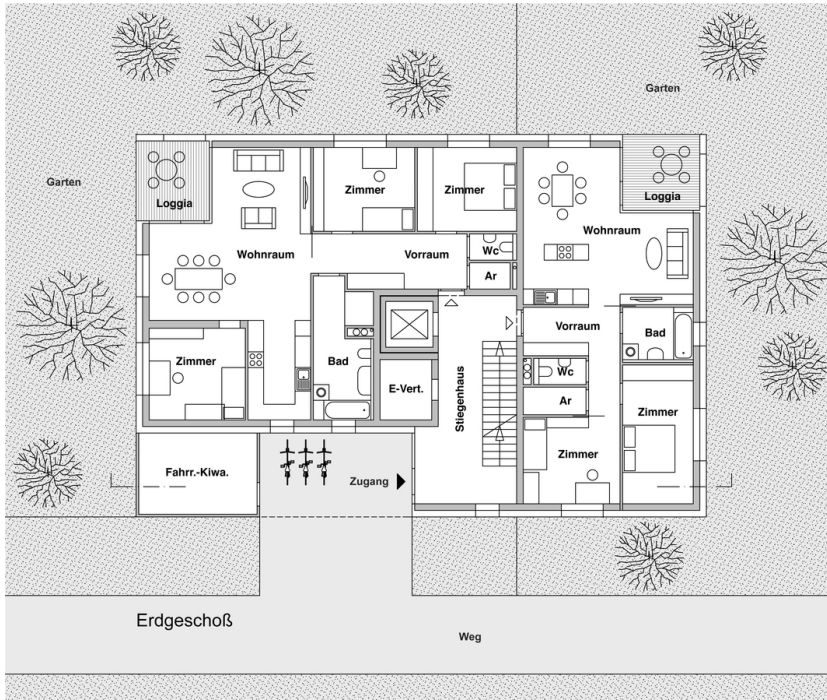 Garten
Garten
Zimmer
Zimmer
Loggia
Loggia
Wohnraum
Wc
Wohnraum
Vorraum
Ar
Vorraum
Bad
Zimmer
Bad
E-Vert.
Stiegenhaus
Wc
Ar
Zimmer
Zimmer
Fahrr.-Kiwa.
Zugang
Erdgeschoß
Weg